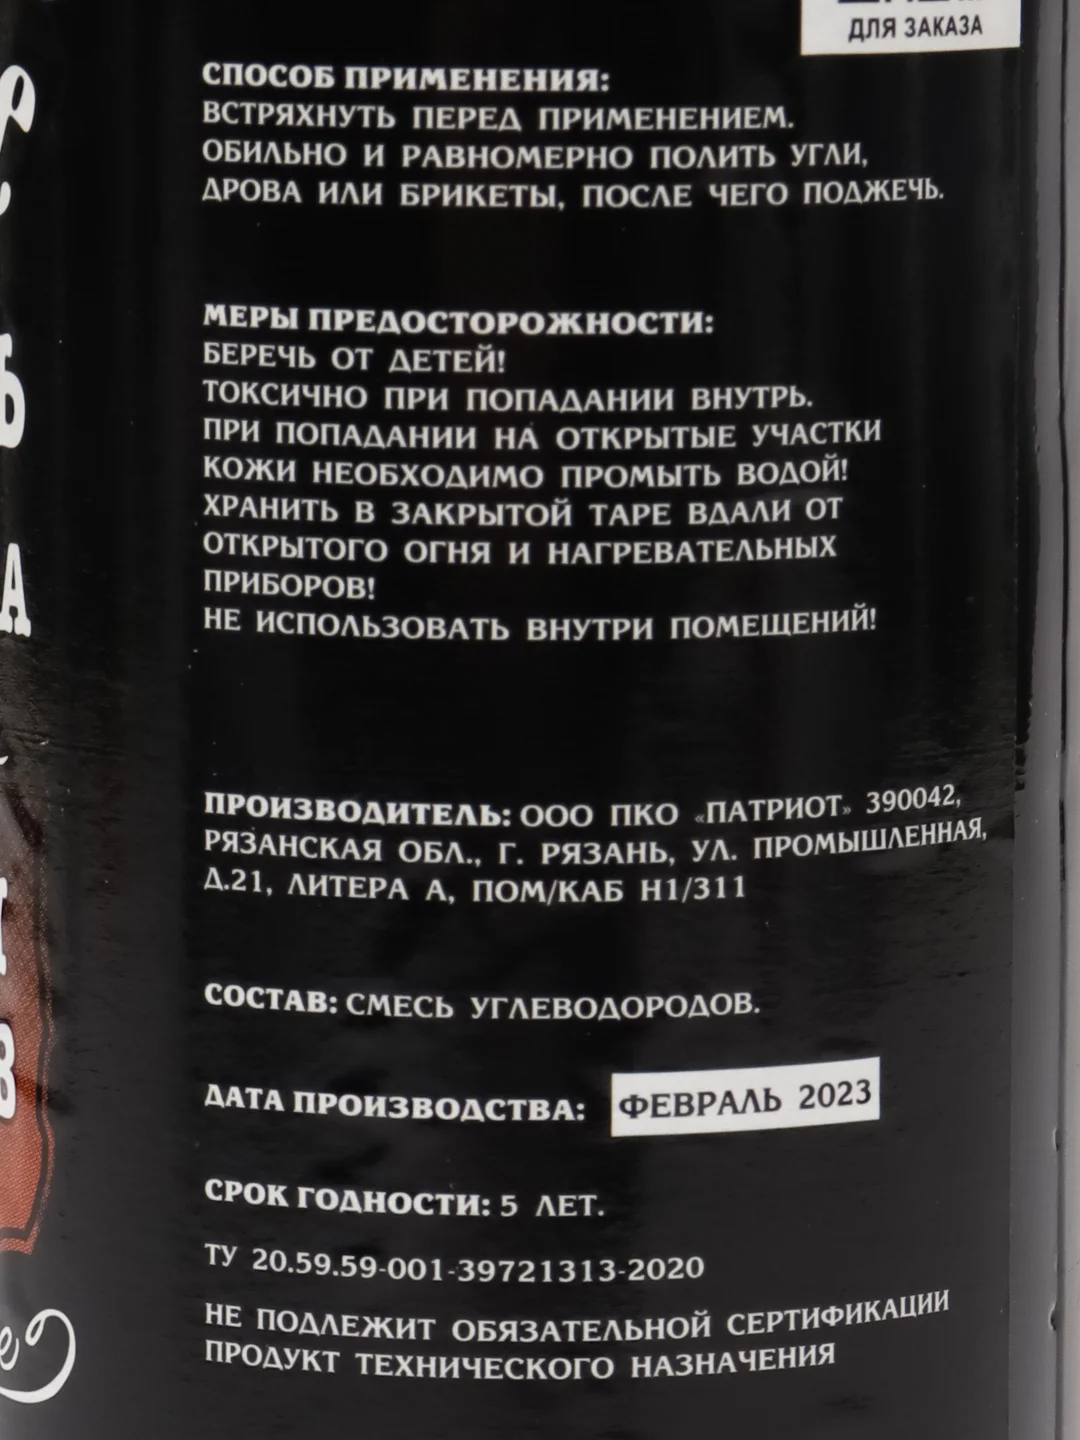 ДЛЯ ЗАКАЗА
СПОСОБ ПРИМЕНЕНИЯ:
ВСТРЯХНУТЬ ПЕРЕД ПРИМЕНЕНИЕМ.
ОБИЛЬНО И РАВНОМЕРНО ПОЛИТЬ УГЛИ,
ДРОВА ИЛИ БРИКЕТЫ, ПОСЛЕ ЧЕГО ПОДЖЕЧЬ.
МЕРЫ ПРЕДОСТОРОЖНОСТИ:
БЕРЕЧЬ ОТ ДЕТЕЙ!
ТОКСИЧНО ПРИ ПОПАДАНИИ ВНУТРЬ.
ПРИ ПОПАДАНИИ НА ОТКРЫТЫЕ УЧАСТКИ
КОЖИ НЕОБХОДИМО ПРОМЫТЬ ВОДОЙ!
ХРАНИТЬ В ЗАКРЫТОЙ ТАРЕ ВДАЛИ ОТ
ОТКРЫТОГО ОГНЯ И НАГРЕВАТЕЛЬНЫХ
ПРИБОРОВ!
НЕ ИСПОЛЬЗОВАТЬ ВНУТРИ ПОМЕЩЕНИЙ!
ПРОИЗВОДИТЕЛЬ: ООО ПКО «ПАТРИОТ» 390042,
РЯЗАНСКАЯ ОБЛ., Г. РЯЗАНЬ, УЛ. ПРОМЫШЛЕННАЯ,
Д.21, ЛИТЕРА А, ПОМ/КАБ Н1/311
СОСТАВ: СМЕСЬ УГЛЕВОДОРОДОВ.
ДАТА ПРОИЗВОДСТВА: ФЕВРАЛЬ 2023
СРОК ГОДНОСТИ: 5 ЛЕТ.
ТУ 20.59.59-001-39721313-2020
НЕ ПОДЛЕЖИТ ОБЯЗАТЕЛЬНОЙ СЕРТИФИКАЦИИ
ПРОДУКТ ТЕХНИЧЕСКОГО НАЗНАЧЕНИЯ